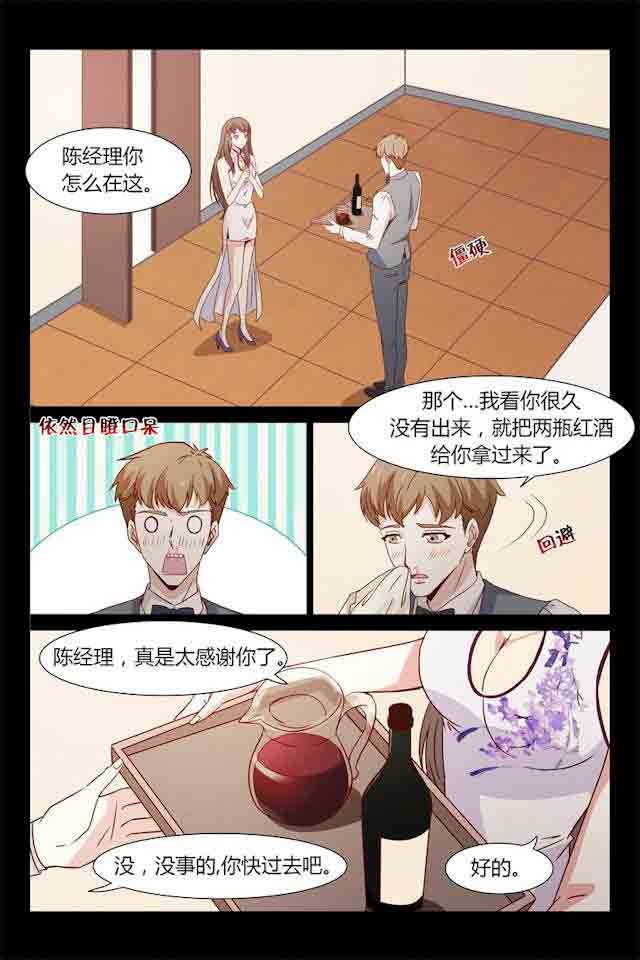 陈经理你
怎么在这。
僵硬
依然目瞪口呆
那个...我看你很久
没有出来，就把两瓶红酒
给你拿过来了。
回避
陈经理，真是太感谢你了。
没，没事的,你快过去吧。
好的。